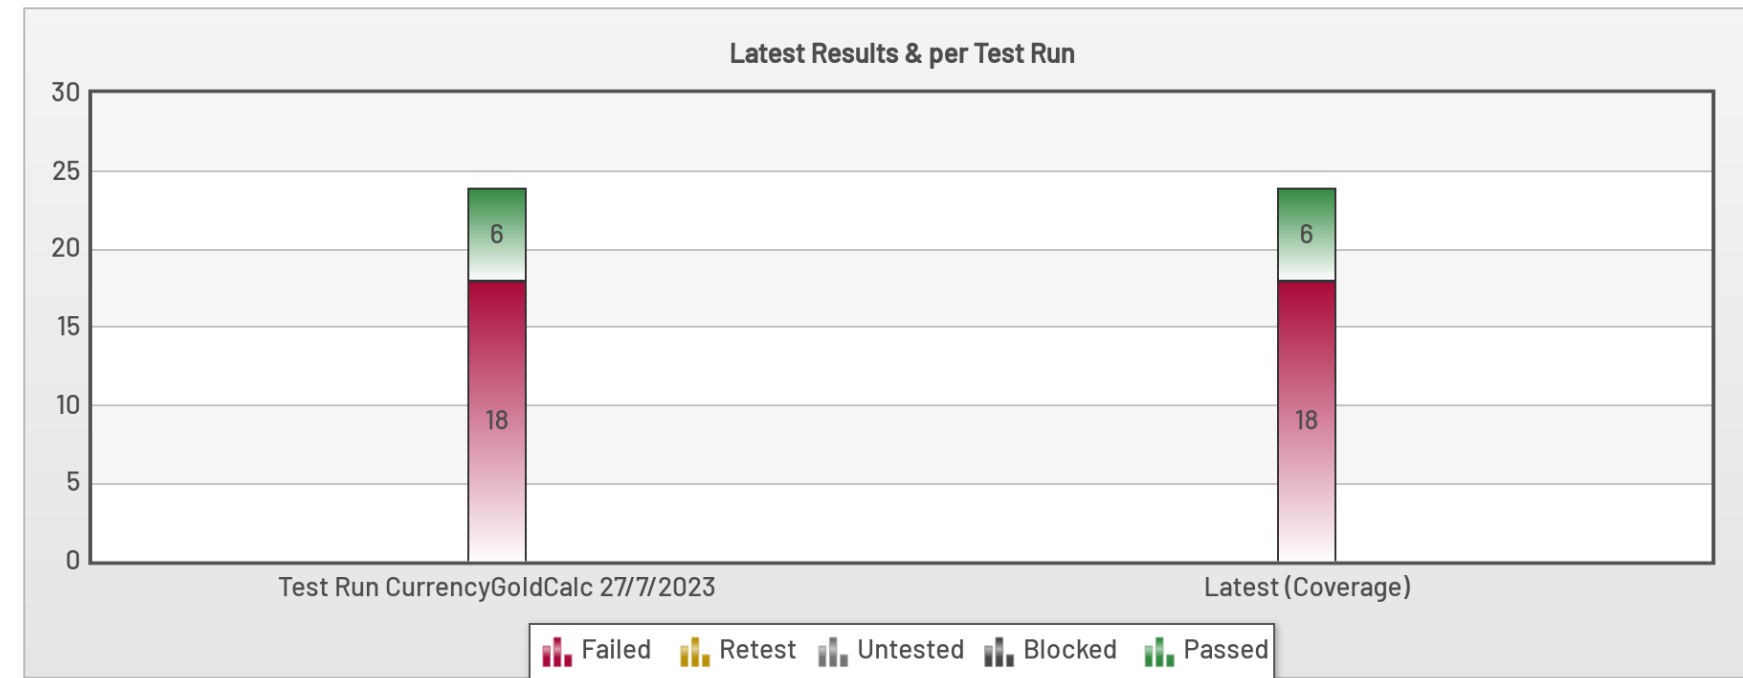 Latest Results & per Test Run
30
25
20
15
10
5
0
6
6
18
18
Test Run CurrencyGoldCalc 27/7/2023
Latest (Coverage)
Failed Retest Untested Blocked Passed